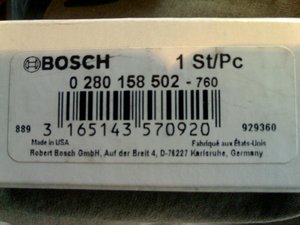 BOSCH 1 St/Pc
0 280 158 502 - 760
889 3 165143 570920 929360
Made in USA Fabriqué aux États-Unis
Robert Bosch GmbH, Auf der Breit 4, D-76227 Karlsruhe, Germany